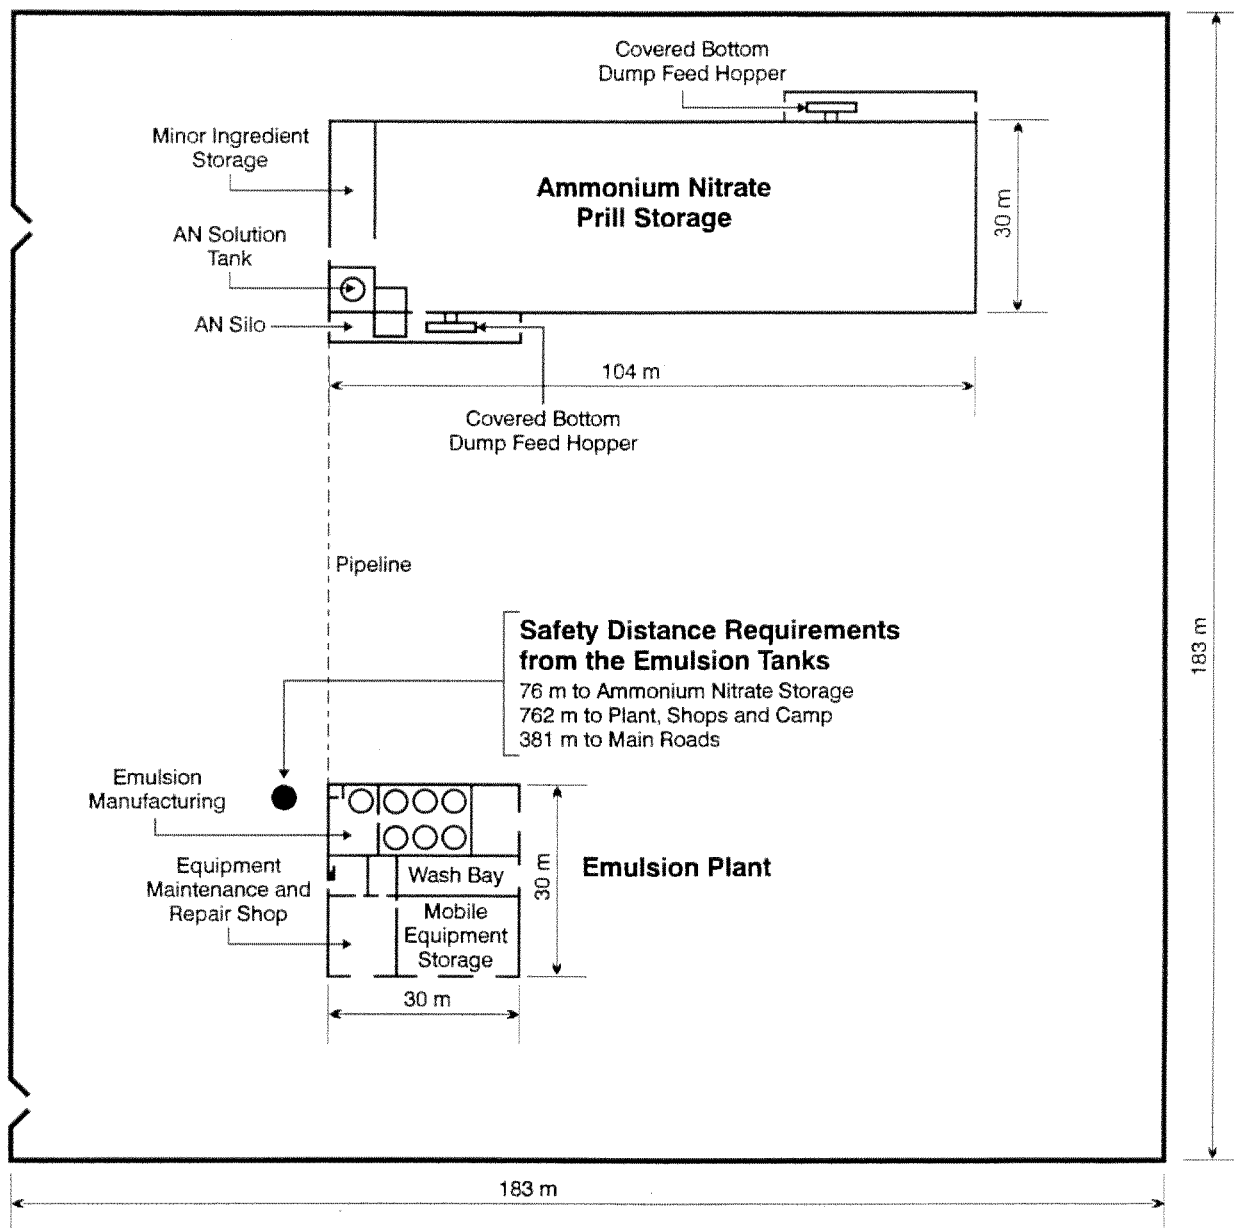 Covered Bottom
Dump Feed Hopper
Minor Ingredient
Storage
Ammonium Nitrate
Prill Storage
30 m
AN Solution
Tank
AN Silo
104 m
Covered Bottom
Dump Feed Hopper
Pipeline
Safety Distance Requirements
from the Emulsion Tanks
76 m to Ammonium Nitrate Storage
762 m to Plant, Shops and Camp
381 m to Main Roads
183 m
Emulsion
Manufacturing
Equipment
Maintenance and
Repair Shop
Wash Bay
Mobile
Equipment
Storage
30 m
Emulsion Plant
30 m
183 m